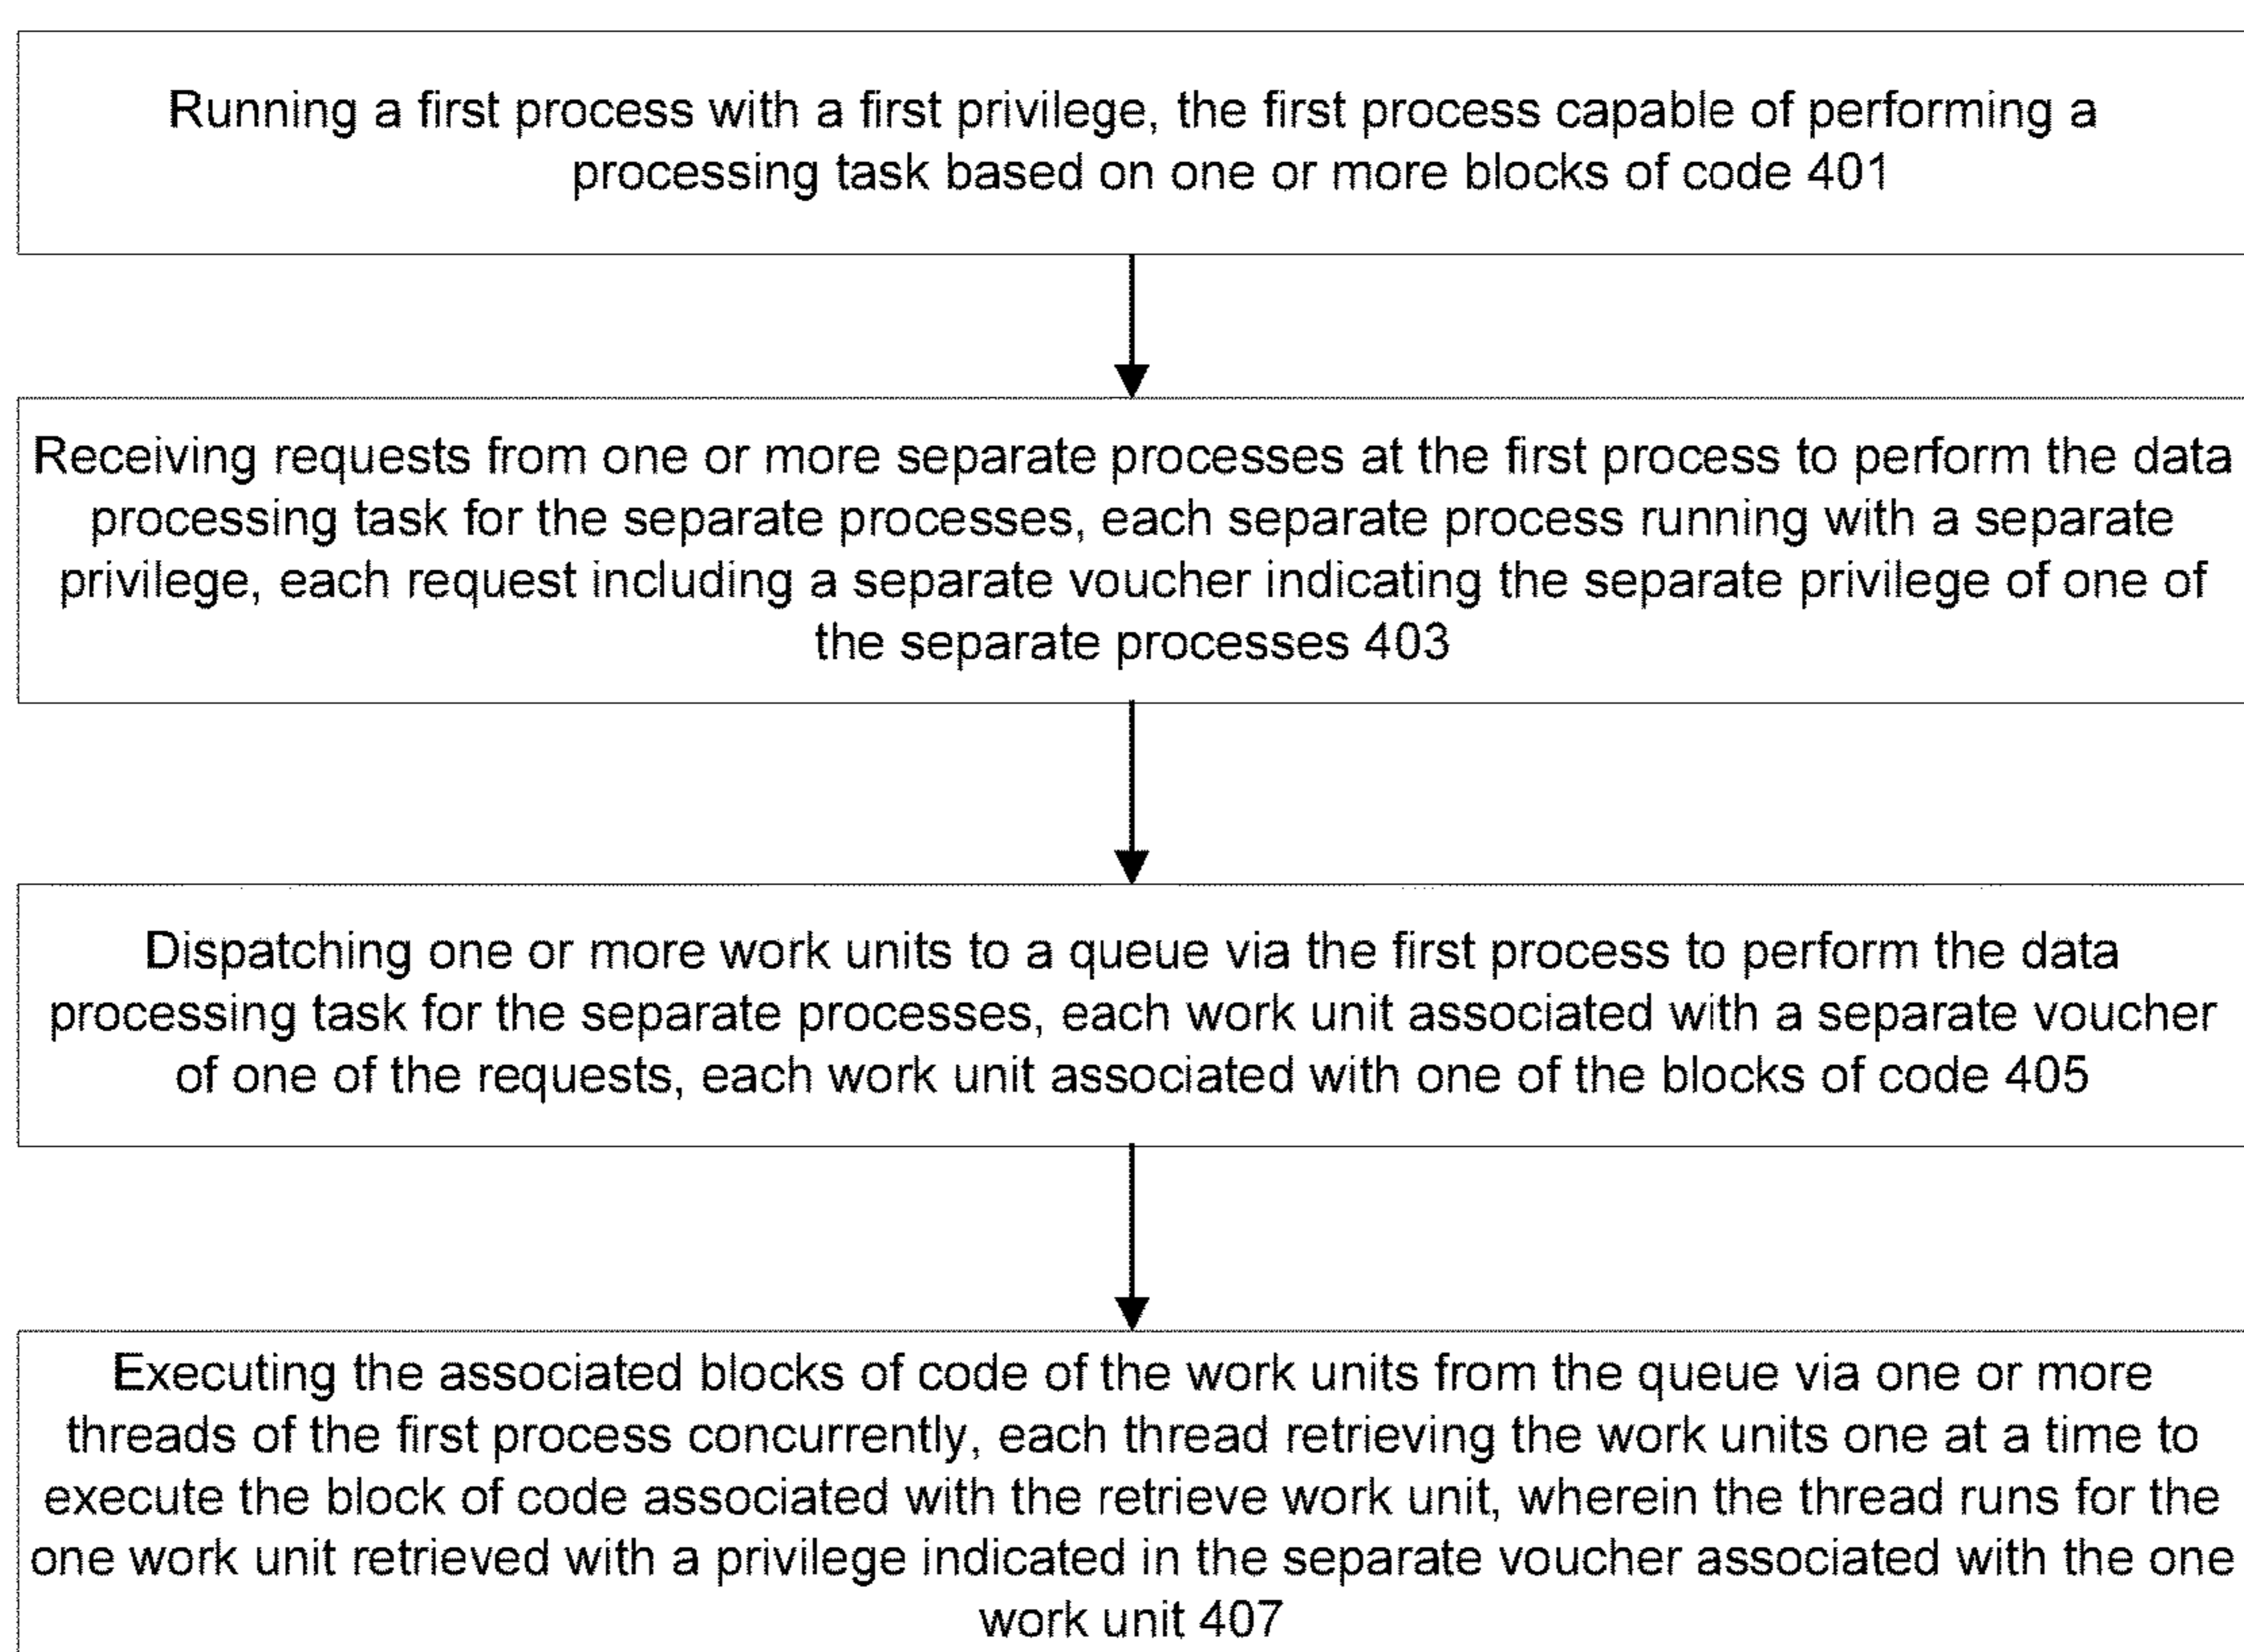 Running a first process with a first privilege, the first process capable of performing a
processing task based on one or more blocks of code 401
Receiving requests from one or more separate processes at the first process to perform the data
processing task for the separate processes, each separate process running with a separate
privilege, each request including a separate voucher indicating the separate privilege of one of
the separate processes 403
Dispatching one or more work units to a queue via the first process to perform the data
processing task for the separate processes, each work unit associated with a separate voucher
of one of the requests, each work unit associated with one of the blocks of code 405
Executing the associated blocks of code of the work units from the queue via one or more
threads of the first process concurrently, each thread retrieving the work units one at a time to
execute the block of code associated with the retrieve work unit, wherein the thread runs for the
one work unit retrieved with a privilege indicated in the separate voucher associated with the one
work unit 407